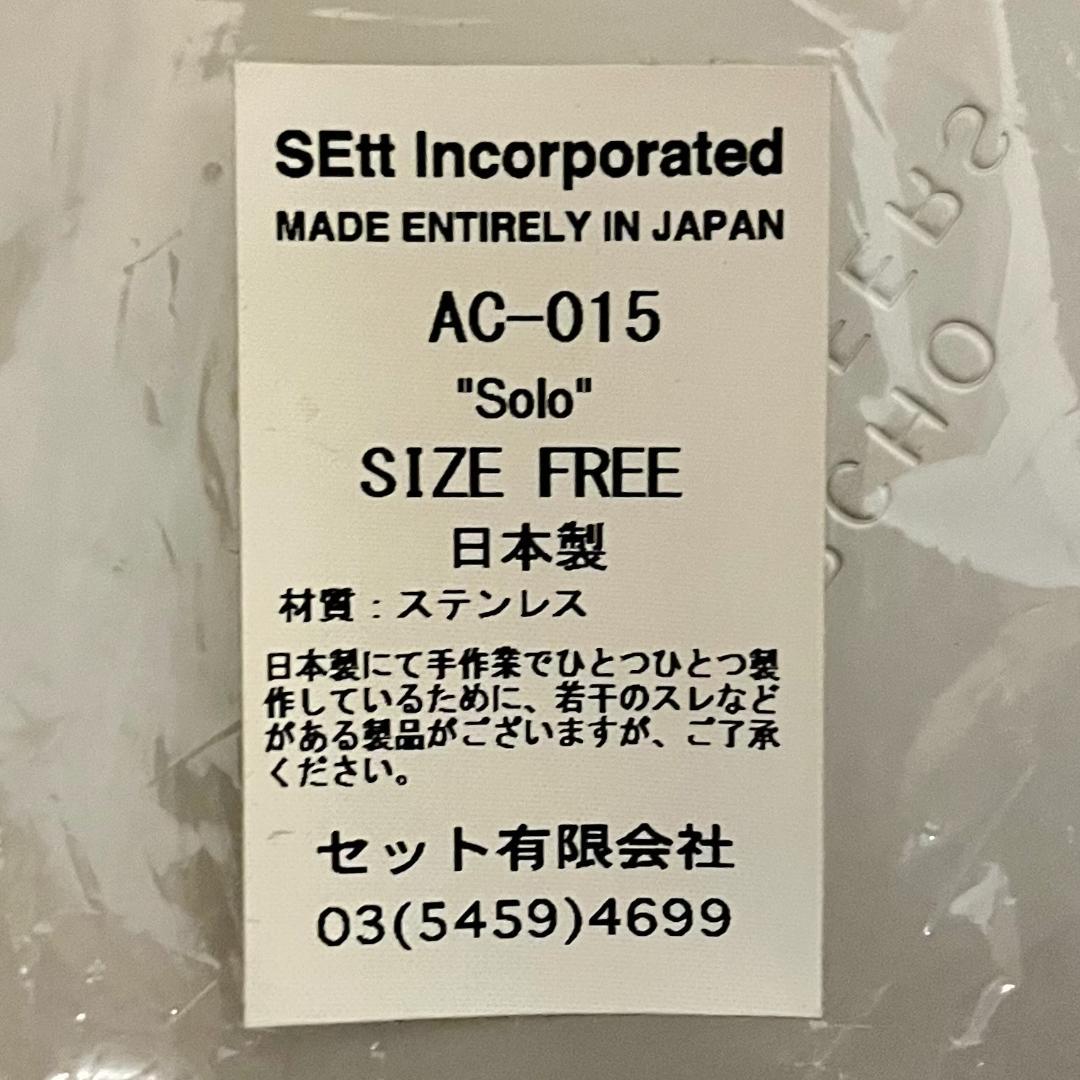 SEtt Incorporated
MADE ENTIRELY IN JAPAN
AC-015
"Solo"
SIZE FREE
日本製
材質:ステンレス
日本製にて手作業でひとつひとつ製
作しているために、若干のスレなど
がある製品がございますが、ご了承
ください。
セット有限会社
03(5459)4699